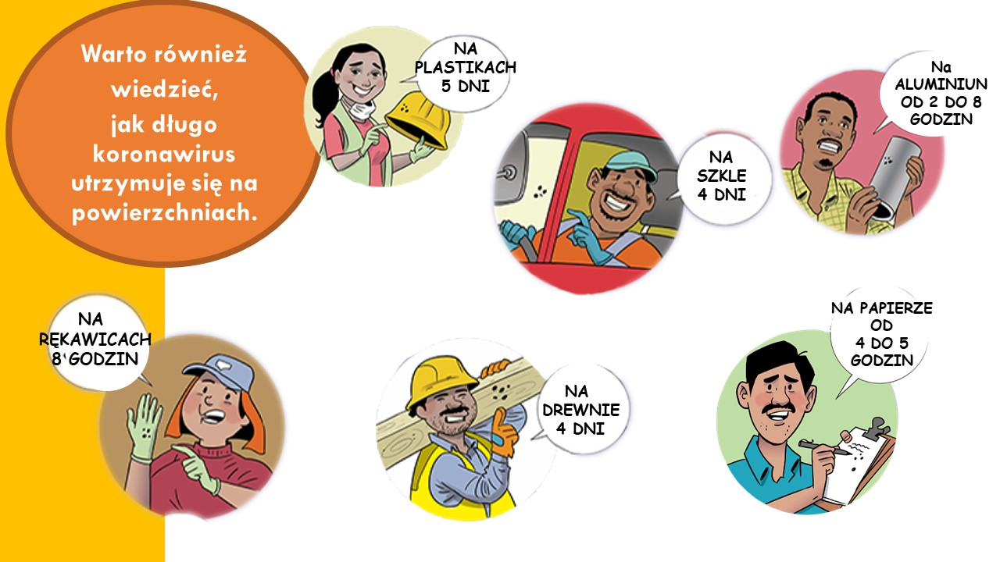 Warto również
wiedzieć,
jak długo
koronawirus
utrzymuje się na
powierzchniach.
NA
PLASTIKACH
5 DNI
NA
SZKLE
4 DNI
Na
ALUMINIUN
OD 2 DO 8
GODZIN
NA
RĘKAWICACH
8 GODZIN
NA
DREWNIE
4 DNI
NA PAPIERZE
OD
4 DO 5
GODZIN